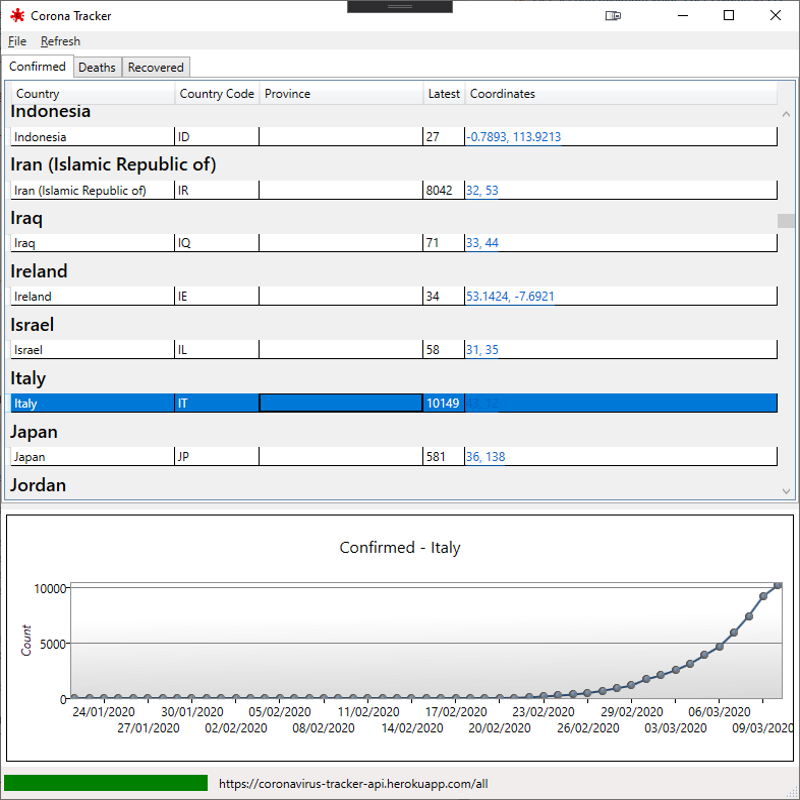 Corona Tracker
File Refresh
Confirmed Deaths Recovered
Country Country Code Province Latest Coordinates
Indonesia
Indonesia ID 27 -0.7893, 113.9213
Iran (Islamic Republic of)
Iran (Islamic Republic of) IR 8042 32, 53
Iraq
Iraq IQ 71 33, 44
Ireland
Ireland IE 34 53.1424, -7.6921
Israel
Israel IL 58 31, 35
Italy
Italy IT 10149
Japan
Japan JP 581 36, 138
Jordan
Confirmed - Italy
10000
5000
0
Count
24/01/2020 30/01/2020 05/02/2020 11/02/2020 17/02/2020 23/02/2020 29/02/2020 06/03/2020
27/01/2020 02/02/2020 08/02/2020 14/02/2020 20/02/2020 26/02/2020 03/03/2020 09/03/2020
https://coronavirus-tracker-api.herokuapp.com/all